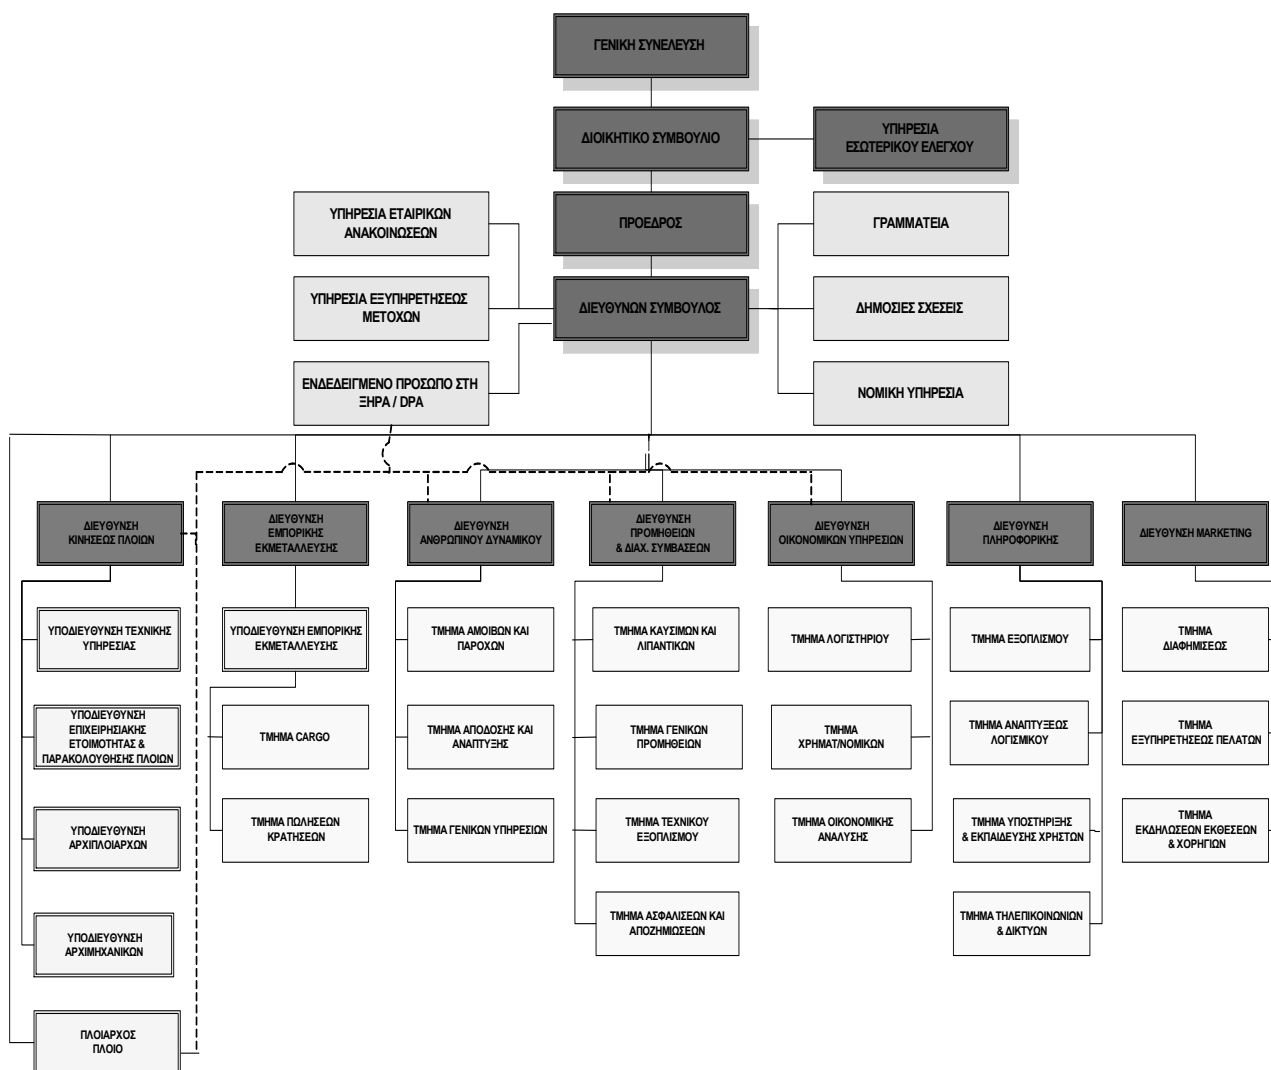 ΓΕΝΙΚΗ ΣΥΝΕΛΕΥΣΗ
ΔΙΟΙΚΗΤΙΚΟ ΣΥΜΒΟΥΛΙΟ
ΥΠΗΡΕΣΙΑ
ΕΣΩΤΕΡΙΚΟΥ ΕΛΕΓΧΟΥ
ΥΠΗΡΕΣΙΑ ΕΤΑΙΡΙΚΩΝ
ΑΝΑΚΟΙΝΩΣΕΩΝ
ΠΡΟΕΔΡΟΣ
ΓΡΑΜΜΑΤΕΙΑ
ΥΠΗΡΕΣΙΑ ΕΞΥΠΗΡΕΤΗΣΕΩΣ
ΜΕΤΟΧΩΝ
ΔΙΕΥΘΥΝΩΝ ΣΥΜΒΟΥΛΟΣ
ΔΗΜΟΣΙΕΣ ΣΧΕΣΕΙΣ
ΕΝΔΕΔΕΙΓΜΕΝΟ ΠΡΟΣΩΠΟ ΣΤΗ
ΞΗΡΑ / DPA
ΝΟΜΙΚΗ ΥΠΗΡΕΣΙΑ
ΔΙΕΥΘΥΝΣΗ
ΚΙΝΗΣΕΩΣ ΠΛΟΙΩΝ
ΔΙΕΥΘΥΝΣΗ
ΕΜΠΟΡΙΚΗΣ
ΕΚΜΕΤΑΛΛΕΥΣΗΣ
ΔΙΕΥΘΥΝΣΗ
ΑΝΘΡΩΠΙΝΟΥ ΔΥΝΑΜΙΚΟΥ
ΔΙΕΥΘΥΝΣΗ
ΠΡΟΜΗΘΕΙΩΝ
& ΔΙΑΧ. ΣΥΜΒΑΣΕΩΝ
ΔΙΕΥΘΥΝΣΗ
ΟΙΚΟΝΟΜΙΚΩΝ ΥΠΗΡΕΣΙΩΝ
ΔΙΕΥΘΥΝΣΗ
ΠΛΗΡΟΦΟΡΙΚΗΣ
ΔΙΕΥΘΥΝΣΗ MARKETING
ΥΠΟΔΙΕΥΘΥΝΣΗ ΤΕΧΝΙΚΗΣ
ΥΠΗΡΕΣΙΑΣ
ΥΠΟΔΙΕΥΘΥΝΣΗ ΕΜΠΟΡΙΚΗΣ
ΕΚΜΕΤΑΛΛΕΥΣΗΣ
ΤΜΗΜΑ ΑΜΟΙΒΩΝ ΚΑΙ
ΠΑΡΟΧΩΝ
ΤΜΗΜΑ ΚΑΥΣΙΜΩΝ ΚΑΙ
ΛΙΠΑΝΤΙΚΩΝ
ΤΜΗΜΑ ΛΟΓΙΣΤΗΡΙΟΥ
ΤΜΗΜΑ ΕΞΟΠΛΙΣΜΟΥ
ΤΜΗΜΑ
ΔΙΑΦΗΜΙΣΕΩΣ
ΥΠΟΔΙΕΥΘΥΝΣΗ
ΕΠΙΧΕΙΡΗΣΙΑΚΗΣ
ΕΤΟΙΜΟΤΗΤΑΣ &
ΠΑΡΑΚΟΛΟΥΘΗΣΗΣ ΠΛΟΙΩΝ
ΤΜΗΜΑ CARGO
ΤΜΗΜΑ ΑΠΟΔΟΣΗΣ ΚΑΙ
ΑΝΑΠΤΥΞΗΣ
ΤΜΗΜΑ ΓΕΝΙΚΩΝ
ΠΡΟΜΗΘΕΙΩΝ
ΤΜΗΜΑ
ΧΡΗΜΑΤ/ΝΟΜΙΚΩΝ
ΤΜΗΜΑ ΑΝΑΠΤΥΞΕΩΣ
ΛΟΓΙΣΜΙΚΟΥ
ΤΜΗΜΑ
ΕΞΥΠΗΡΕΤΗΣΕΩΣ ΠΕΛΑΤΩΝ
ΥΠΟΔΙΕΥΘΥΝΣΗ
ΑΡΧΙΠΛΟΙΑΡΧΩΝ
ΤΜΗΜΑ ΠΩΛΗΣΕΩΝ
ΚΡΑΤΗΣΕΩΝ
ΤΜΗΜΑ ΓΕΝΙΚΩΝ ΥΠΗΡΕΣΙΩΝ
ΤΜΗΜΑ ΤΕΧΝΙΚΟΥ
ΕΞΟΠΛΙΣΜΟΥ
ΤΜΗΜΑ ΟΙΚΟΝΟΜΙΚΗΣ
ΑΝΑΛΥΣΗΣ
ΤΜΗΜΑ ΥΠΟΣΤΗΡΙΞΗΣ
& ΕΚΠΑΙΔΕΥΣΗΣ ΧΡΗΣΤΩΝ
ΤΜΗΜΑ
ΕΚΔΗΛΩΣΕΩΝ ΕΚΘΕΣΕΩΝ
& ΧΟΡΗΓΙΩΝ
ΥΠΟΔΙΕΥΘΥΝΣΗ
ΑΡΧΙΜΗΧΑΝΙΚΩΝ
ΤΜΗΜΑ ΑΣΦΑΛΙΣΕΩΝ ΚΑΙ
ΑΠΟΖΗΜΙΩΣΕΩΝ
ΤΜΗΜΑ ΤΗΛΕΠΙΚΟΙΝΩΝΙΩΝ
& ΔΙΚΤΥΩΝ
ΠΛΟΙΑΡΧΟΣ
ΠΛΟΙΟ